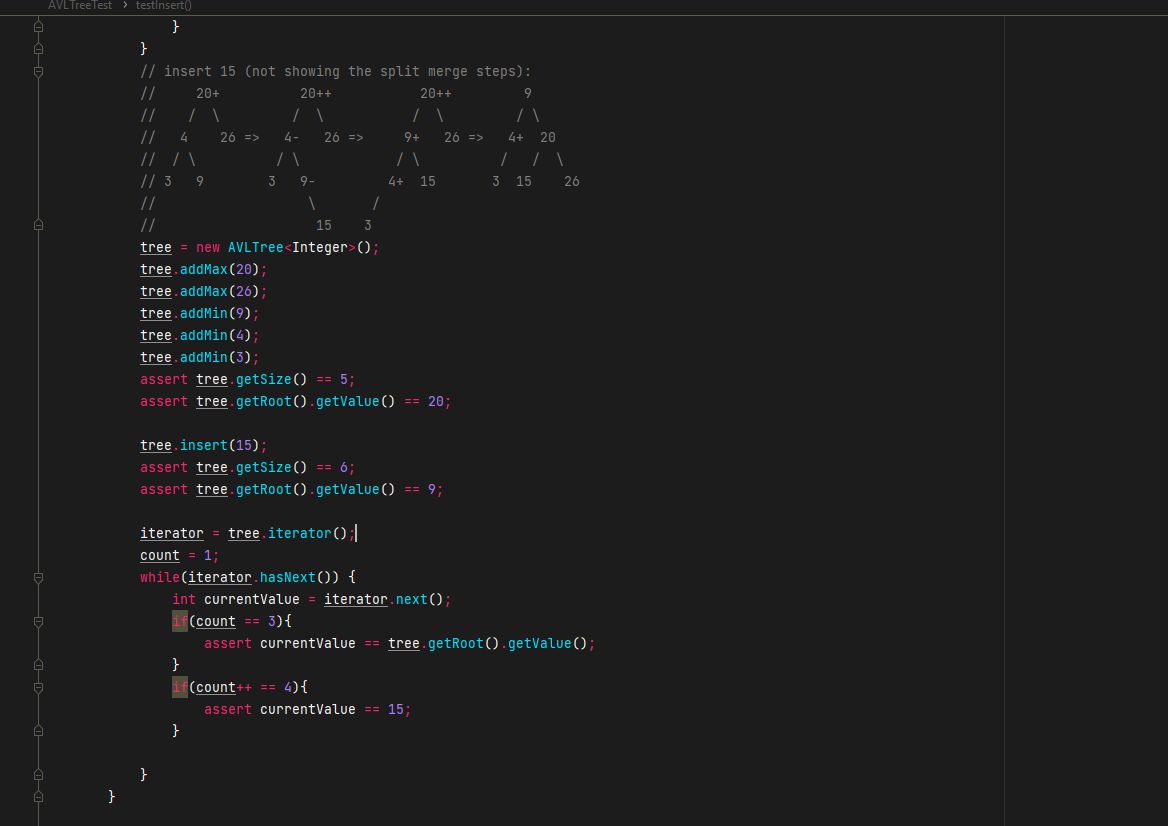 AVLTreeTest > testInsert()
}
}
// insert 15 (not showing the split merge steps):
//     20+          20++           20++         9
//    /  \         /  \           /  \         / \
//   4    26 =>   4-   26 =>     9+   26 =>   4+  20
//  / \          / \            / \          /   /  \
// 3   9        3   9-         4+  15       3  15    26
//                   \       /
//                    15    3
tree = new AVLTree<Integer>();
tree.addMax(20);
tree.addMax(26);
tree.addMin(9);
tree.addMin(4);
tree.addMin(3);
assert tree.getSize() == 5;
assert tree.getRoot().getValue() == 20;
tree.insert(15);
assert tree.getSize() == 6;
assert tree.getRoot().getValue() == 9;
iterator = tree.iterator();
count = 1;
while(iterator.hasNext()) {
int currentValue = iterator.next();
if(count == 3){
assert currentValue == tree.getRoot().getValue();
}
if(count++ == 4){
assert currentValue == 15;
}
}
}